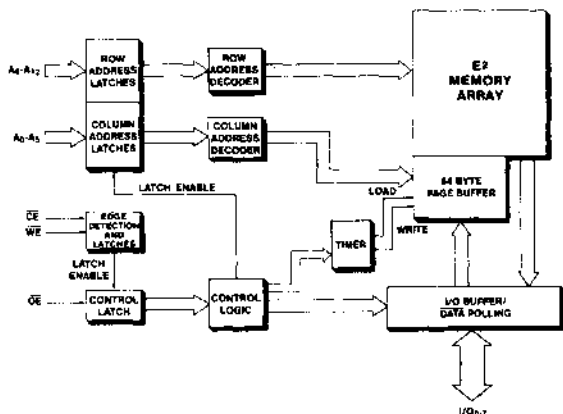 A₆-A₁₂
ROW
ADDRESS
LATCHES
ROW
ADDRESS
DECODER
E²
MEMORY
ARRAY
A₀-A₅
COLUMN
ADDRESS
LATCHES
COLUMN
ADDRESS
DECODER
64 BYTE
PAGE BUFFER
LATCH ENABLE
LOAD
WRITE
CE
WE
EDGE
DETECTION
AND
LATCHES
TIMER
LATCH
ENABLE
OE
CONTROL
LATCH
CONTROL
LOGIC
I/O BUFFER/
DATA POLLING
I/O₀₋₇